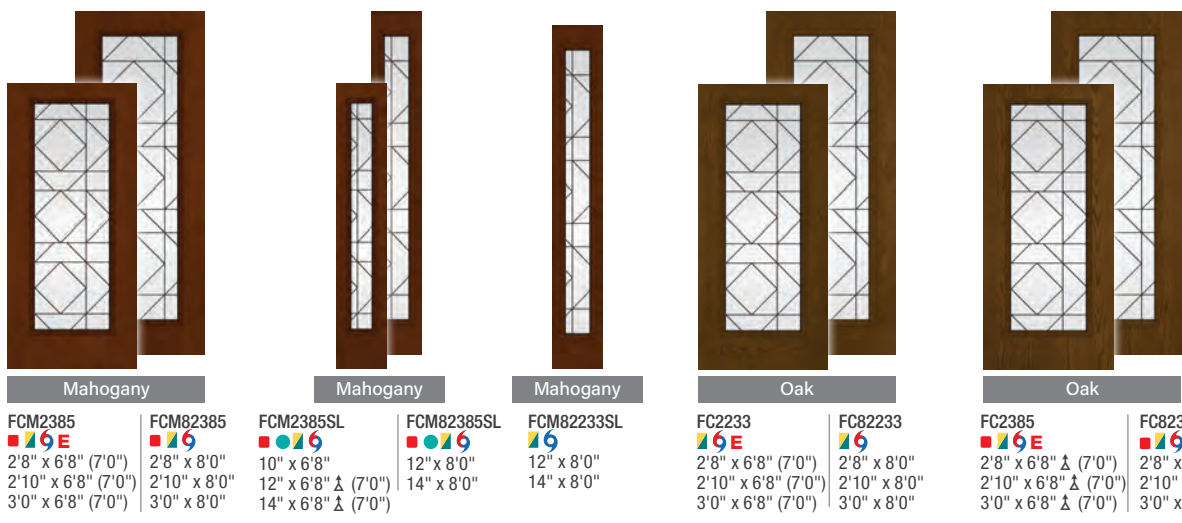 Mahogany
Mahogany
Mahogany
Oak
Oak
FCM2385
E
2'8" x 6'8" (7'0")
2'10" x 6'8" (7'0")
3'0" x 6'8" (7'0")
FCM82385
2'8" x 8'0"
2'10" x 8'0"
3'0" x 8'0"
FCM2385SL
10" x 6'8"
12" x 6'8" (7'0")
14" x 6'8" (7'0")
FCM82385SL
12"x 8'0"
14" x 8'0"
FCM82233SL
12" x 8'0"
14" x 8'0"
FC2233
E
2'8" x 6'8" (7'0")
2'10" x 6'8" (7'0")
3'0" x 6'8" (7'0")
FC82233
2'8" x 8'0"
2'10" x 8'0"
3'0" x 8'0"
FC2385
E
2'8" x 6'8" (7'0")
2'10" x 6'8" (7'0")
3'0" x 6'8" (7'0")
2'8" x
2'10"
3'0" x